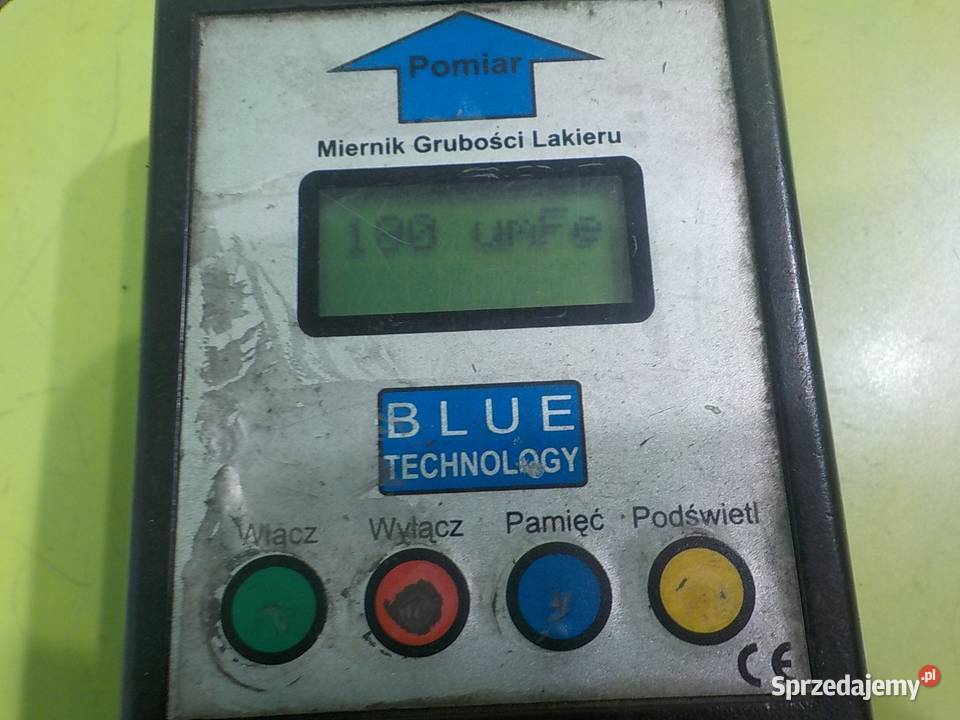 Pomiar
Miernik Grubości Lakieru
100 umFe
BLUE
TECHNOLOGY
Włącz Wyłącz Pamięć Podświetl
CE
Sprzedajemy.pl